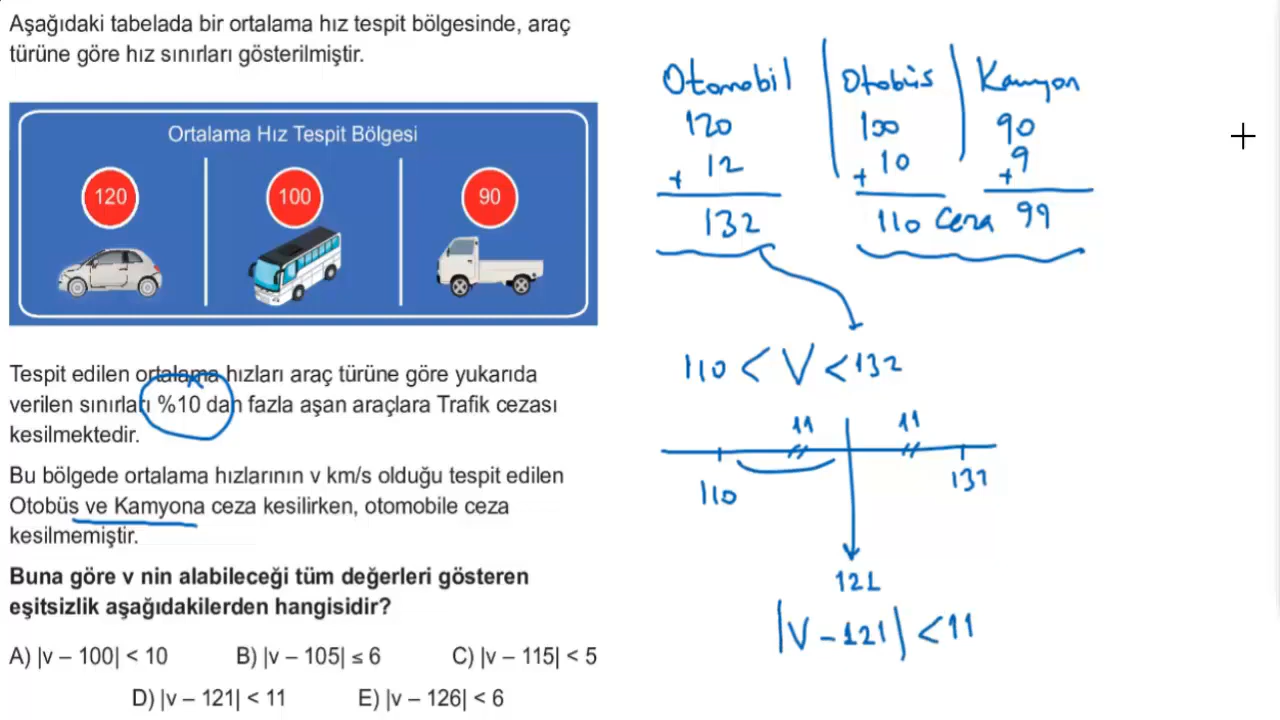 Aşağıdaki tabelada bir ortalama hız tespit bölgesinde, araç
türüne göre hız sınırları gösterilmiştir.
Ortalama Hız Tespit Bölgesi
120 100 90
Tespit edilen ortalama hızları araç türüne göre yukarıda
verilen sınırları %10 dan fazla aşan araçlara Trafik cezası
kesilmektedir.
Bu bölgede ortalama hızlarının v km/s olduğu tespit edilen
Otobüs ve Kamyona ceza kesilirken, otomobile ceza
kesilmemiştir.
Buna göre v nin alabileceği tüm değerleri gösteren
eşitsizlik aşağıdakilerden hangisidir?
A) |v – 100| < 10 B) |v – 105| ≤ 6 C) |v – 115| < 5
D) |v – 121| < 11 E) |v – 126| < 6
Otomobil Otobüs Kamyon
120 100 90
+ 12 + 10 + 9
132 110 Ceza 99
110 < V < 132
11 11
110 132
121
|V – 121| < 11